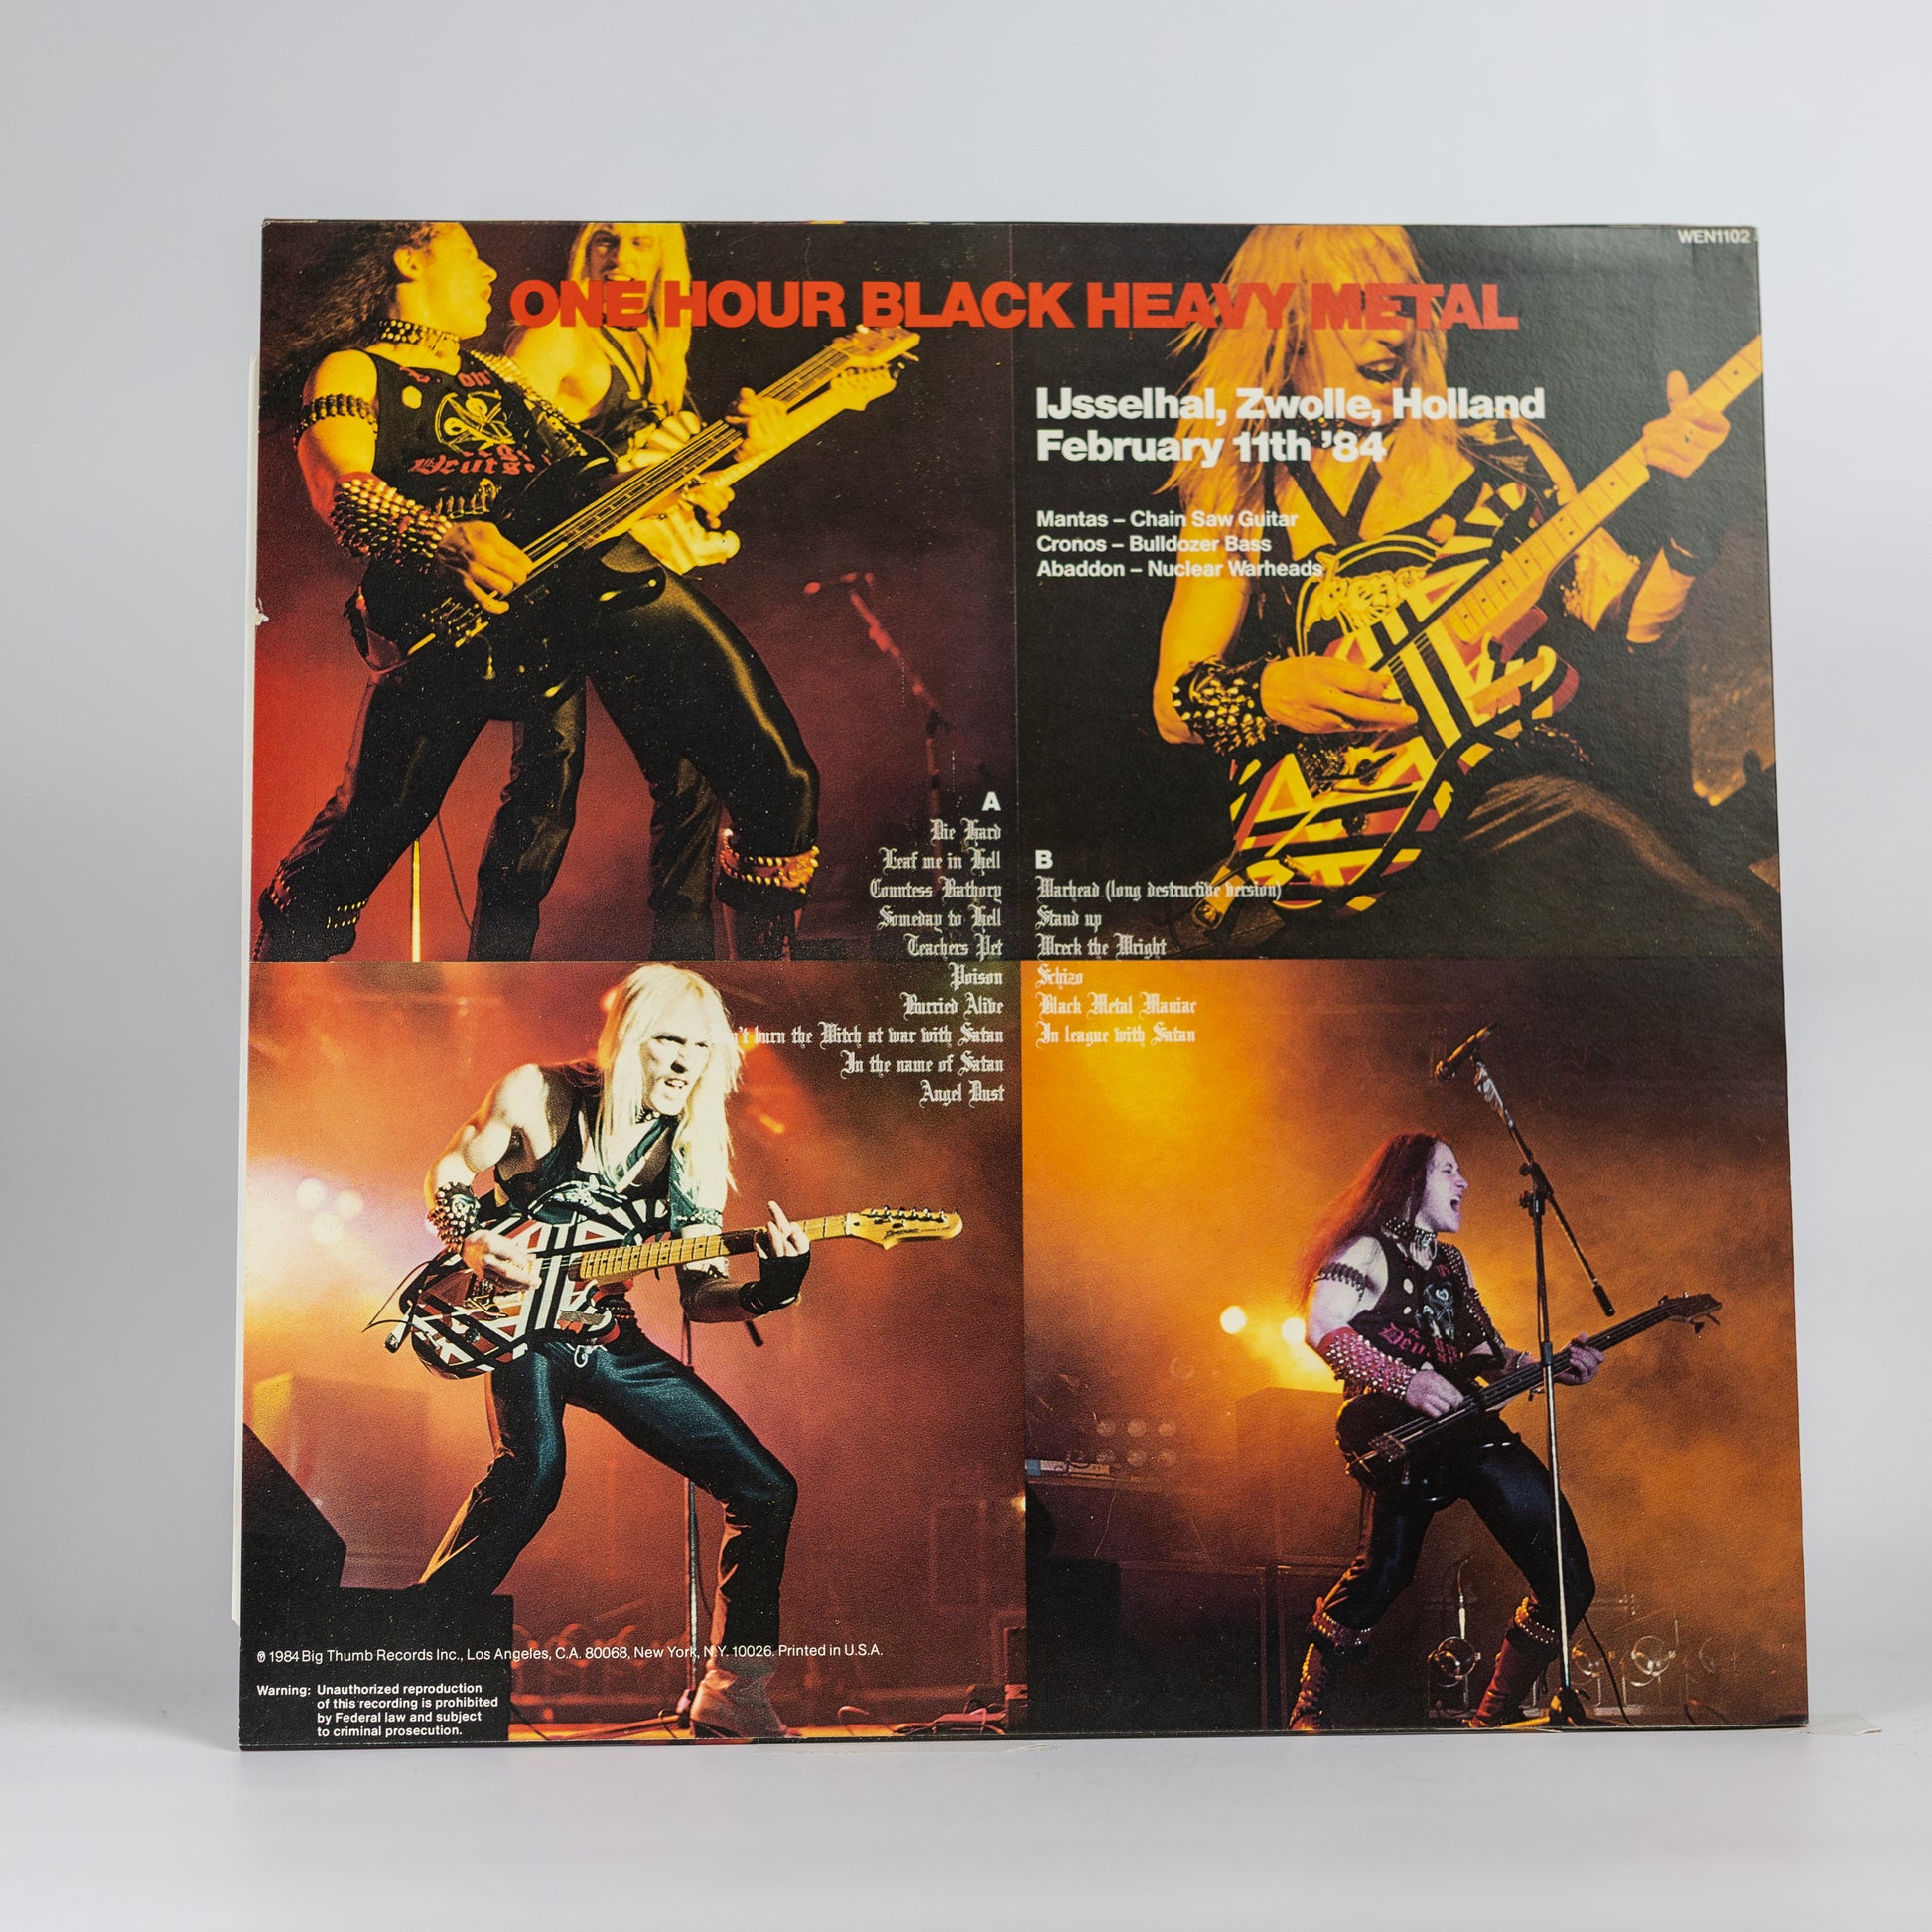 WEN1102
ONE HOUR BLACK HEAVY METAL
IJsselhal, Zwolle, Holland
February 11th '84
Mantas – Chain Saw Guitar
Cronos – Bulldozer Bass
Abaddon – Nuclear Warheads
A
Die Hard
Leaf me in Hell
Countess Bathory
Someday to Hell
Teachers Pet
Poison
Burried Alive
burn the Witch at war with Satan
In the name of Satan
Angel Dust
B
Warhead (long destructive version)
Stand up
Wreck the Wright
Schizo
Black Metal Maniac
In league with Satan
℗ 1984 Big Thumb Records Inc., Los Angeles, C.A. 80068, New York, N.Y. 10026. Printed in U.S.A.
Warning: Unauthorized reproduction
of this recording is prohibited
by Federal law and subject
to criminal prosecution.